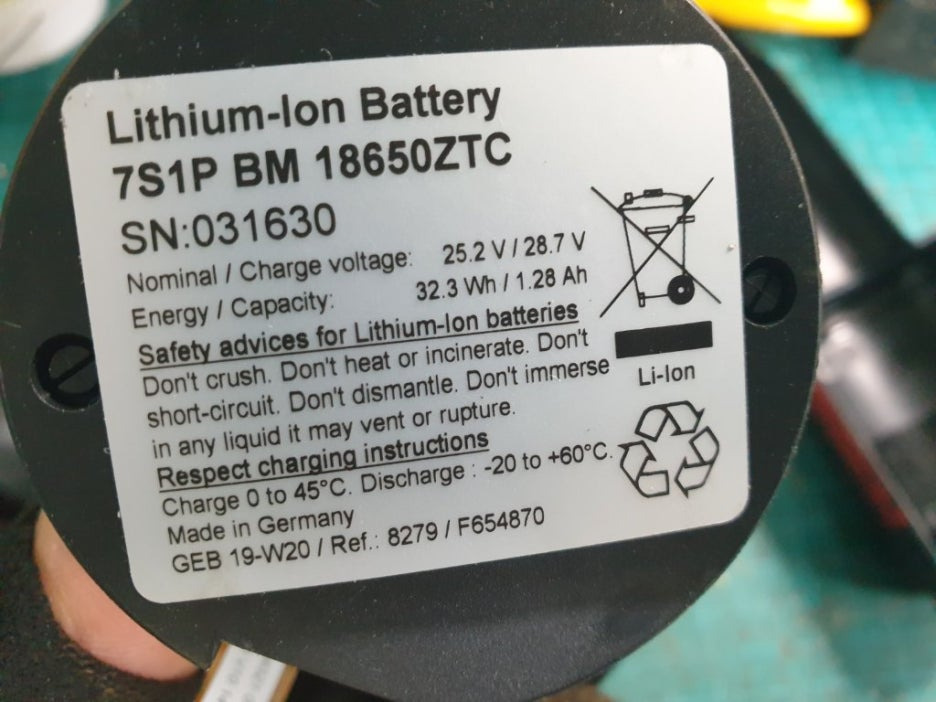 Lithium-Ion Battery
7S1P BM 18650ZTC
SN:031630
Nominal / Charge voltage: 25.2 V / 28.7 V
Energy / Capacity: 32.3 Wh / 1.28 Ah
Safety advices for Lithium-Ion batteries
Don't crush. Don't heat or incinerate. Don't
short-circuit. Don't dismantle. Don't immerse
in any liquid it may vent or rupture.
Respect charging instructions
Charge 0 to 45°C. Discharge : -20 to +60°C.
Made in Germany
GEB 19-W20 / Ref.: 8279 / F654870
Li-Ion